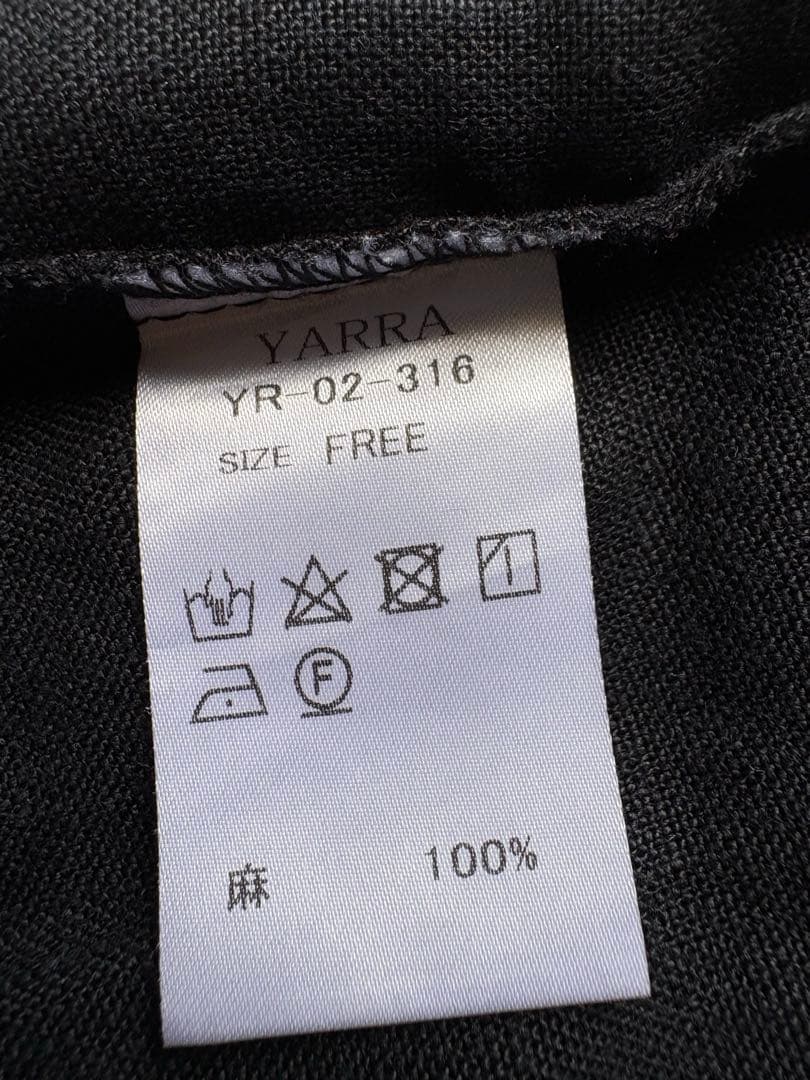 YARRA
YR-02-316
SIZE FREE
F
麻 100%